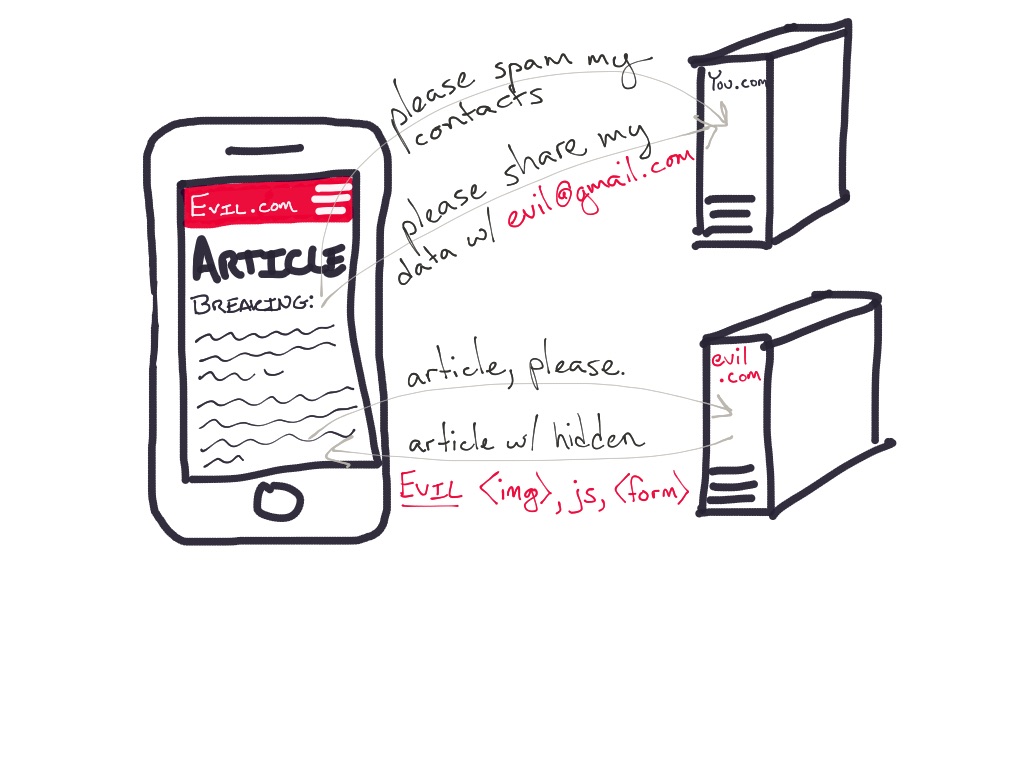 please spam my
contacts
You.com
please share my
data w/ evil@gmail.com
EVIL.com
ARTICLE
BREAKING:
article, please.
evil
.com
article w/ hidden
EVIL <img>, js, <form>